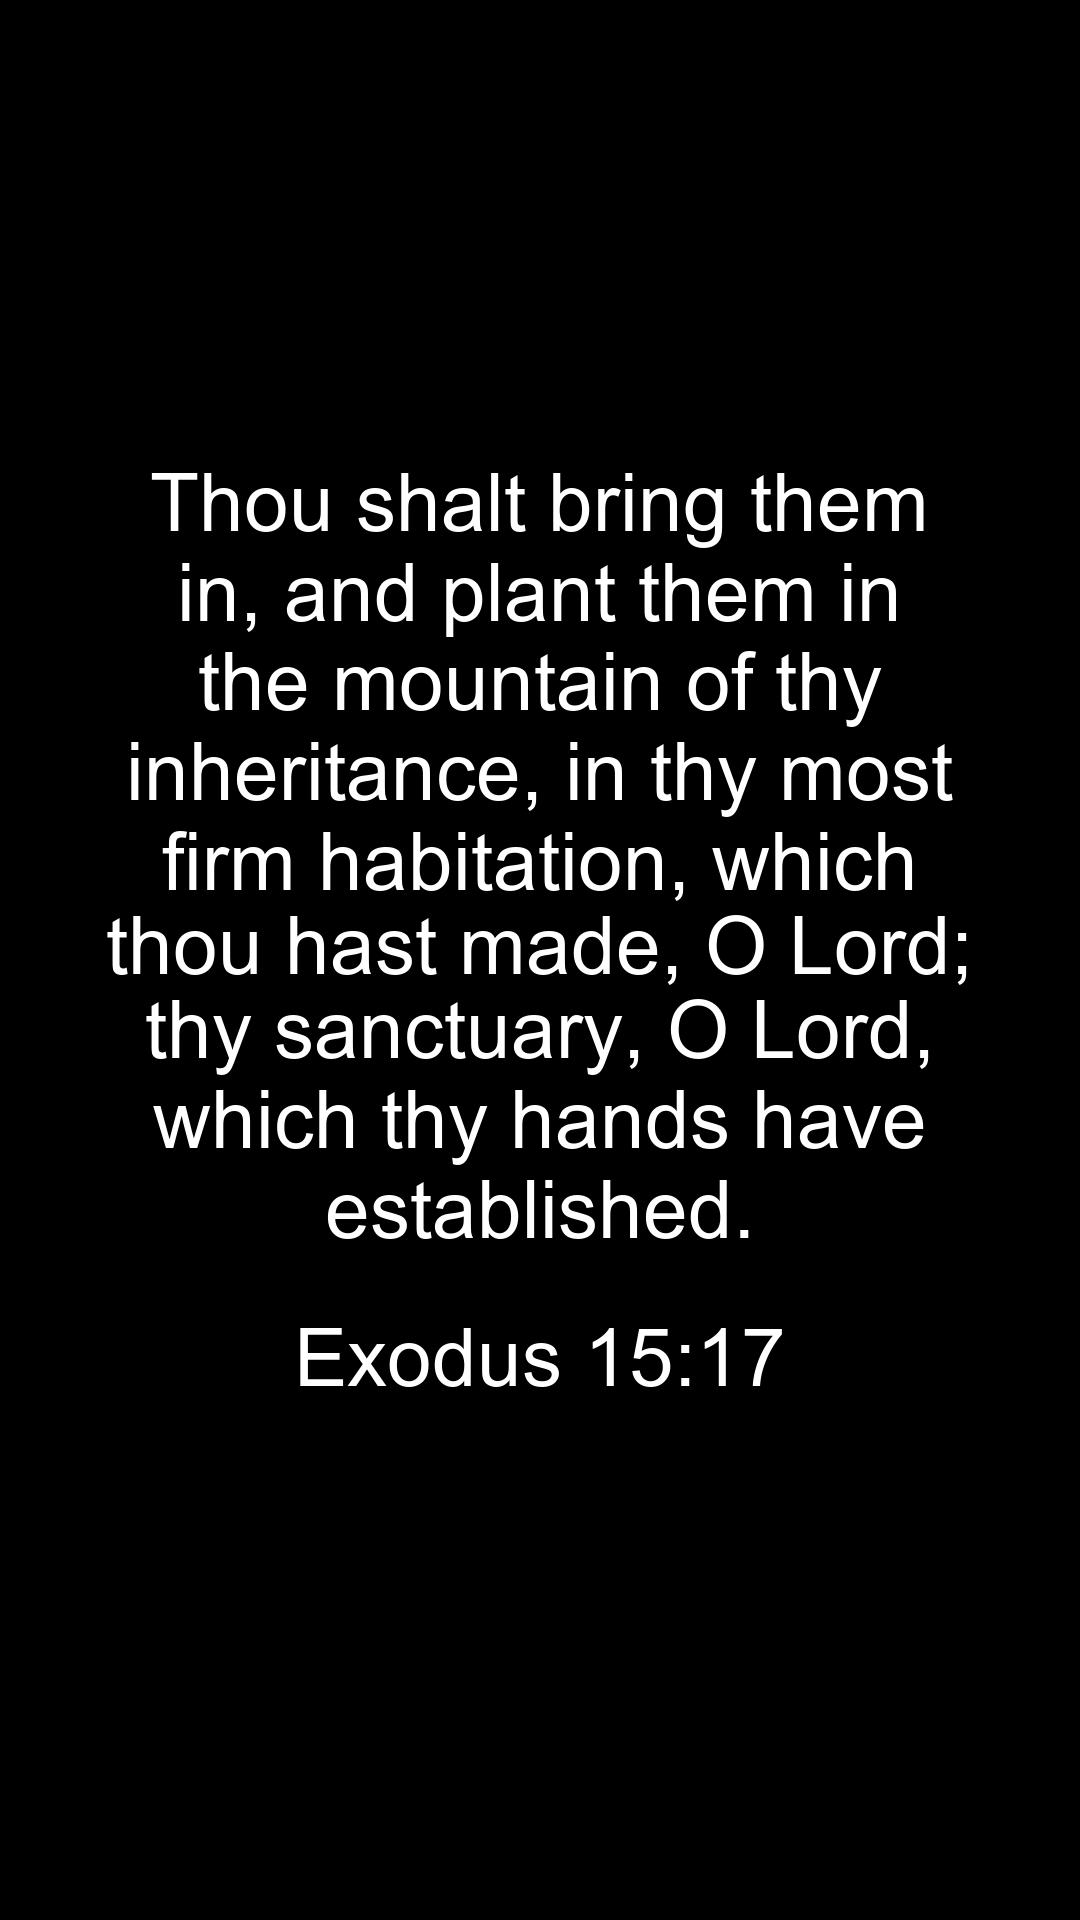 Thou shalt bring them
in, and plant them in
the mountain of thy
inheritance, in thy most
firm habitation, which
thou hast made, O Lord;
thy sanctuary, O Lord,
which thy hands have
established.
Exodus 15:17